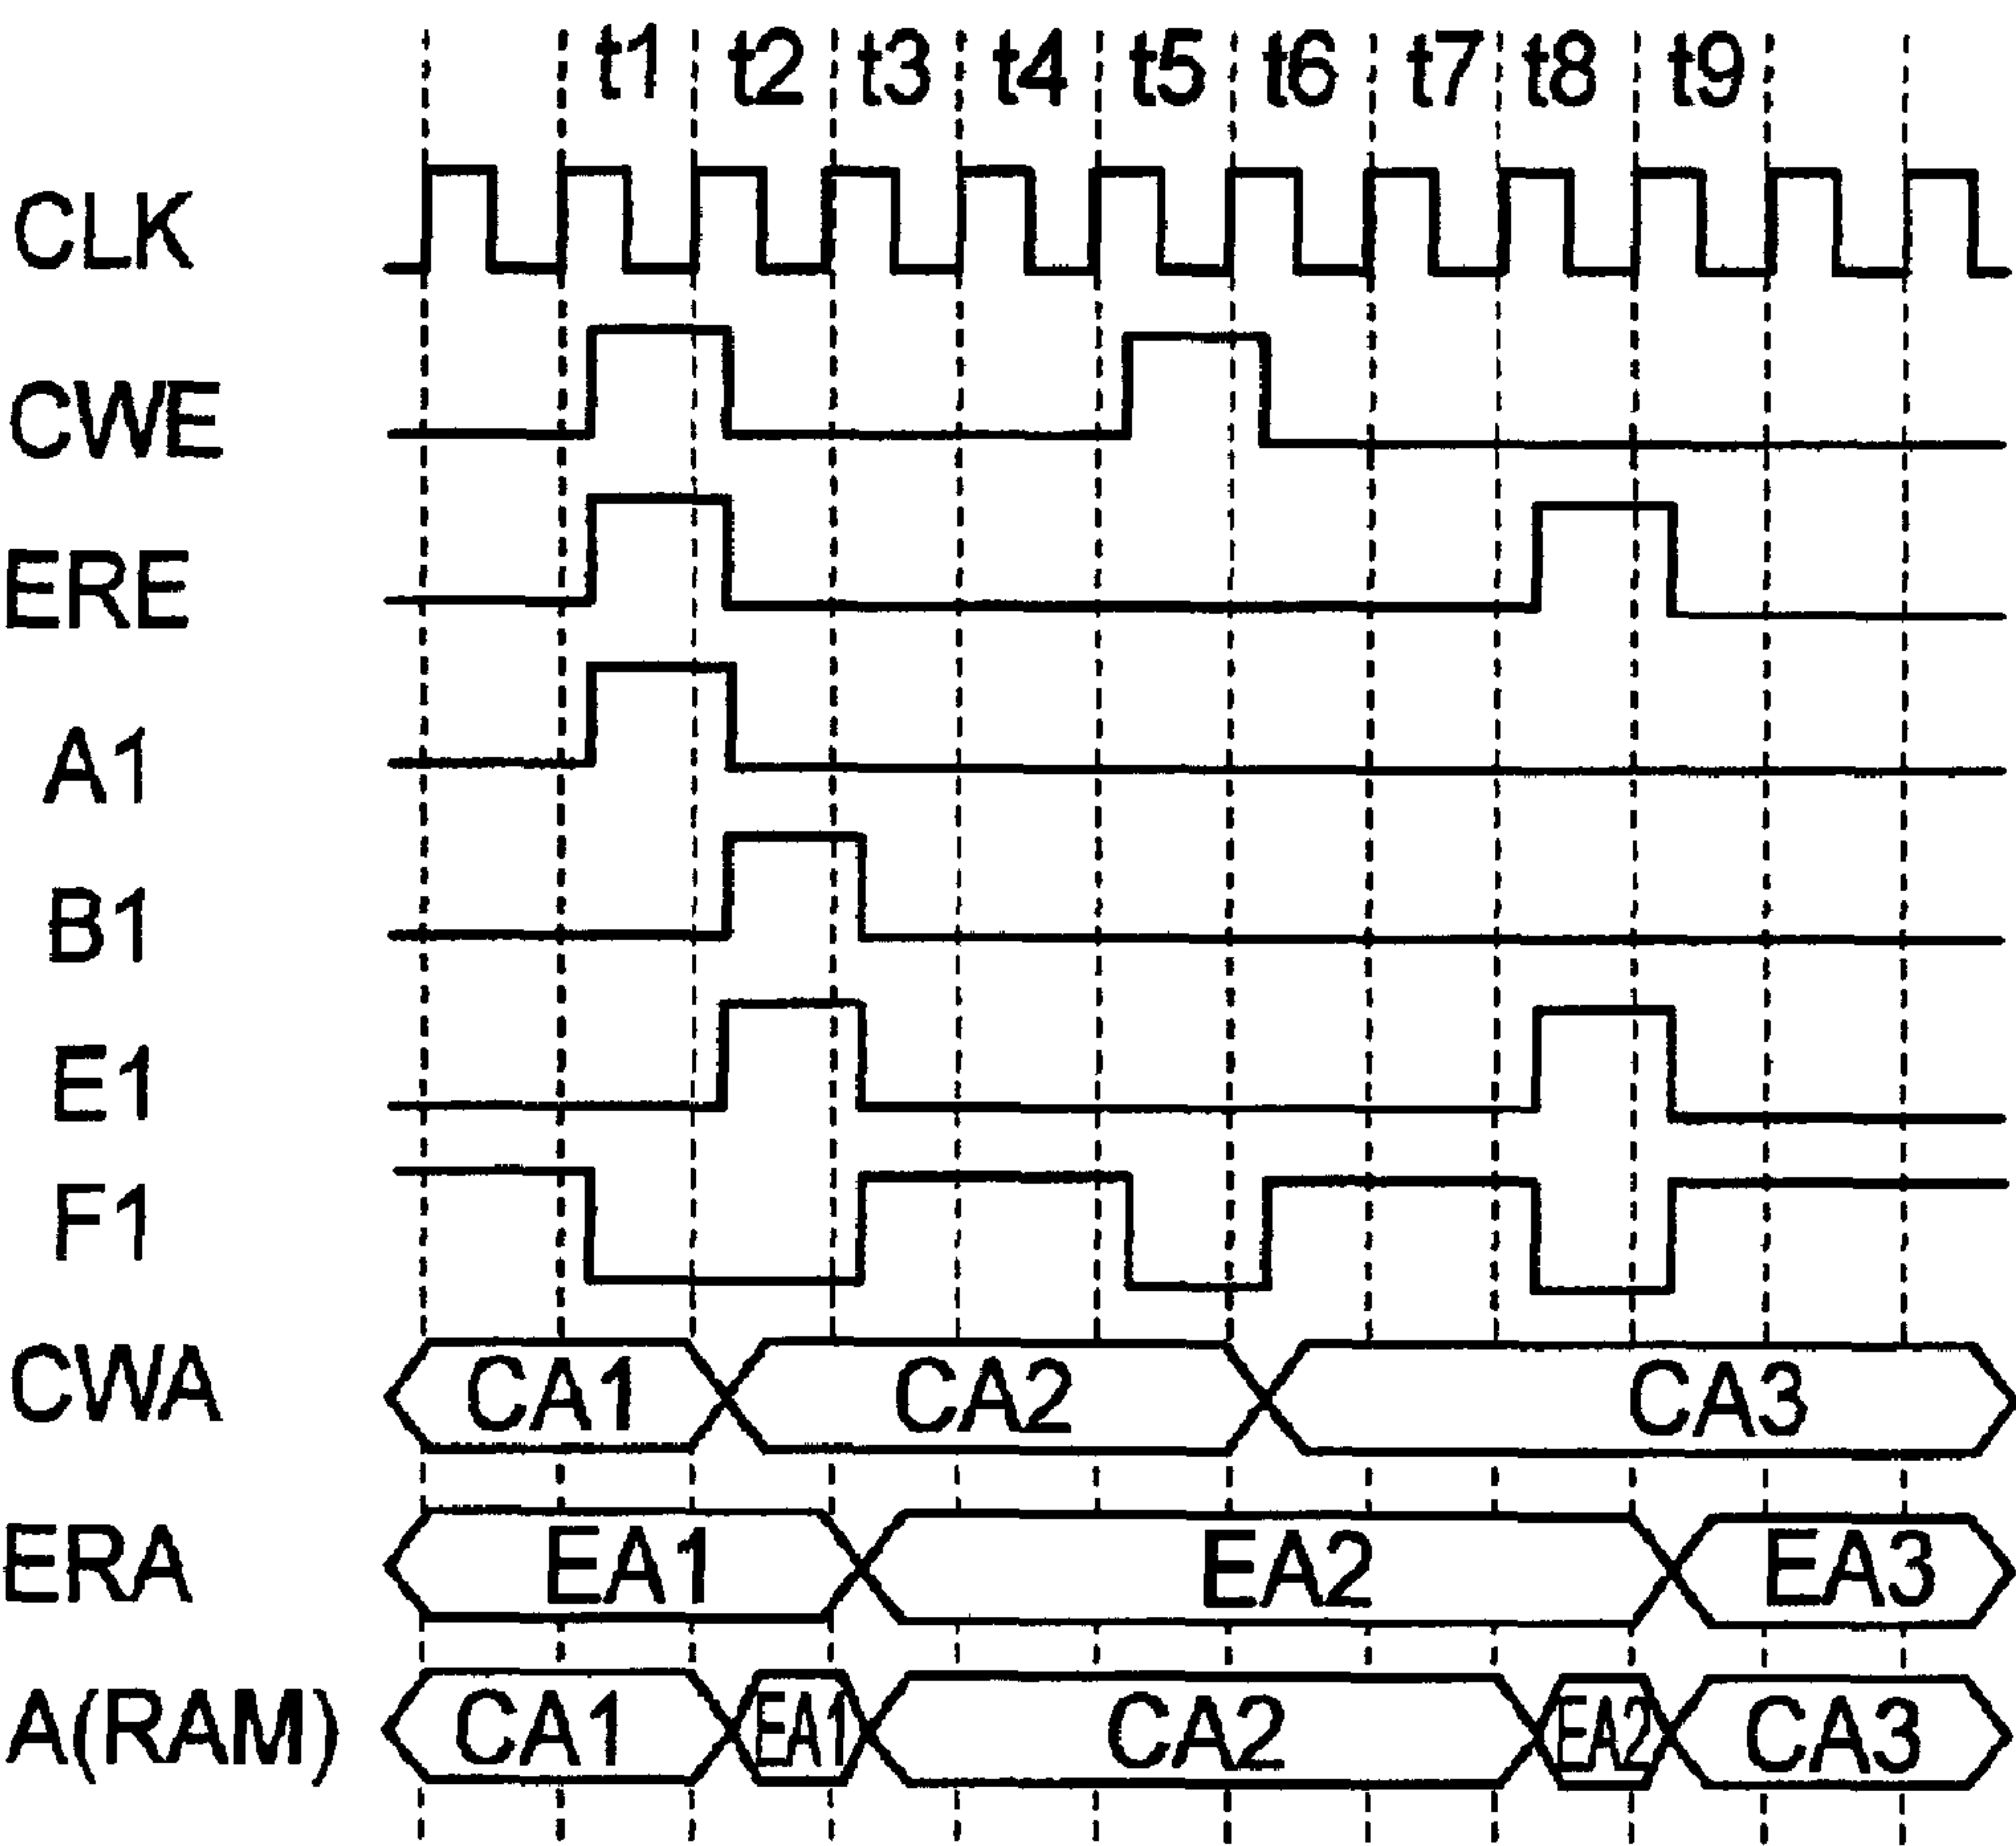 t1 t2 t3 t4 t5 t6 t7 t8 t9
CLK
CWE
ERE
A1
B1
E1
F1
CWA CA1 CA2 CA3
ERA EA1 EA2 EA3
A(RAM) CA1 EA1 CA2 EA2 CA3